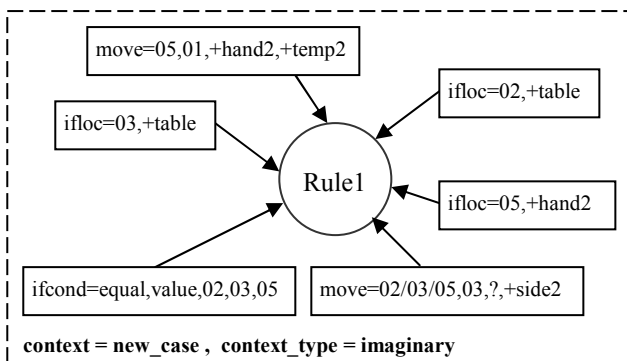 move=05,01,+hand2,+temp2
ifloc=02,+table
ifloc=03,+table
Rule1
ifloc=05,+hand2
ifcond=equal,value,02,03,05
move=02/03/05,03,?,+side2
context = new_case , context_type = imaginary